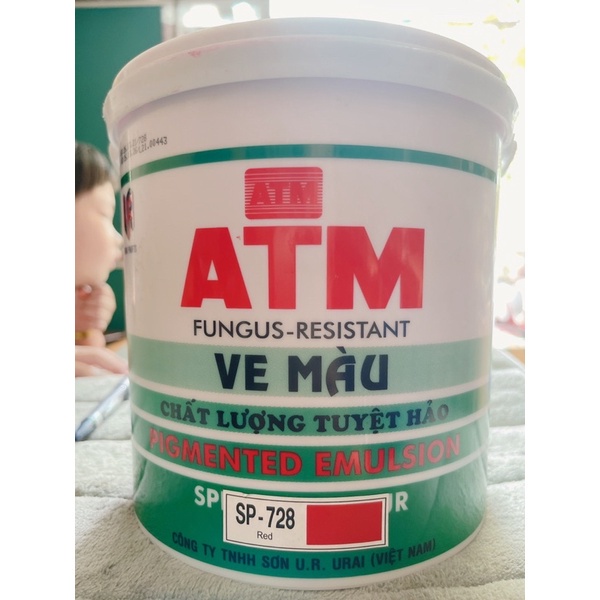 ATM
ATM
FUNGUS-RESISTANT
VE MÀU
CHẤT LƯỢNG TUYỆT HẢO
PIGMENTED EMULSION
SP-728
Red
CÔNG TY TNHH SƠN U.R. URAI (VIỆT NAM)